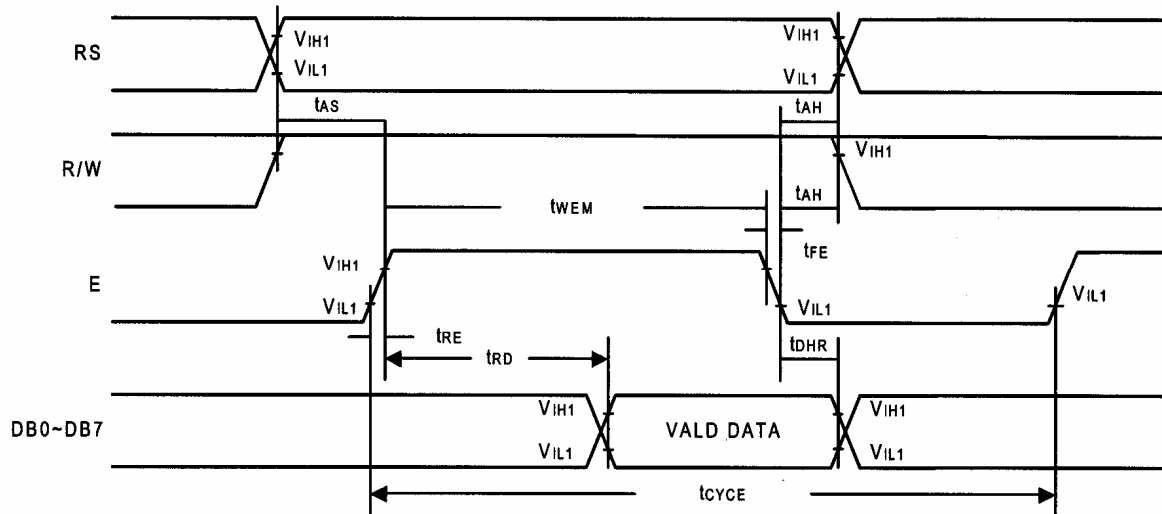 RS
VIH1
VIL1
VIH1
VIL1
tAS
tAH
R/W
VIH1
tWEM
tAH
tFE
E
VIH1
VIL1
VIL1
VIL1
tRE
tRD
tDHR
DB0~DB7
VIH1
VIL1
VALD DATA
VIH1
VIL1
tCYCE